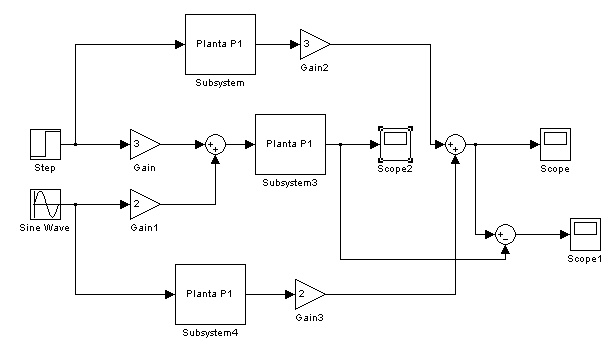 Planta P1
3
Subsystem
Gain2
Planta P1
3
+
+
+
+
Step
Gain
Subsystem3
Scope2
Scope
2
Sine Wave
Gain1
+
−
Scope1
Planta P1
2
Subsystem4
Gain3